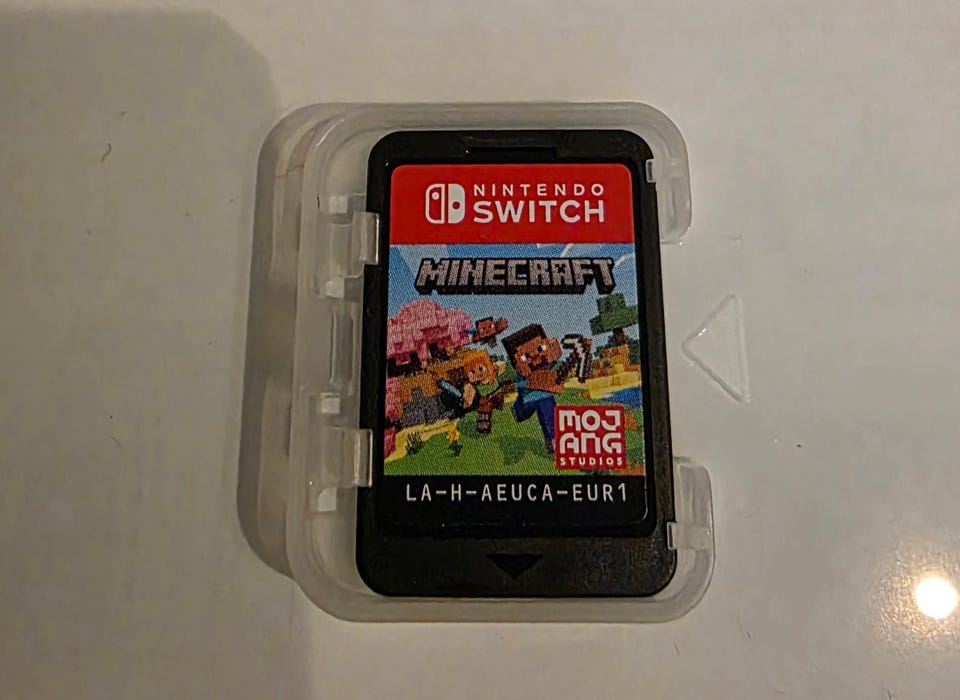 NINTENDO
SWITCH
MINECRAFT
MOJ
ANG
STUDIOS
LA-H-AEUCA-EUR1